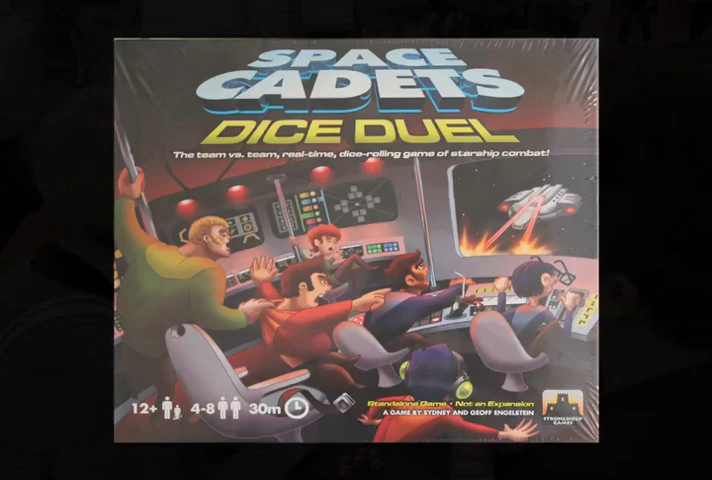 SPACE
CADETS
DICE DUEL
The team vs. team, real-time, dice-rolling game of starship combat!
12+ 4-8 30m
Standalone Game • Not an Expansion
A GAME BY SYDNEY AND GEOFF ENGELSTEIN
STRONGHOLD
GAMES
HELP